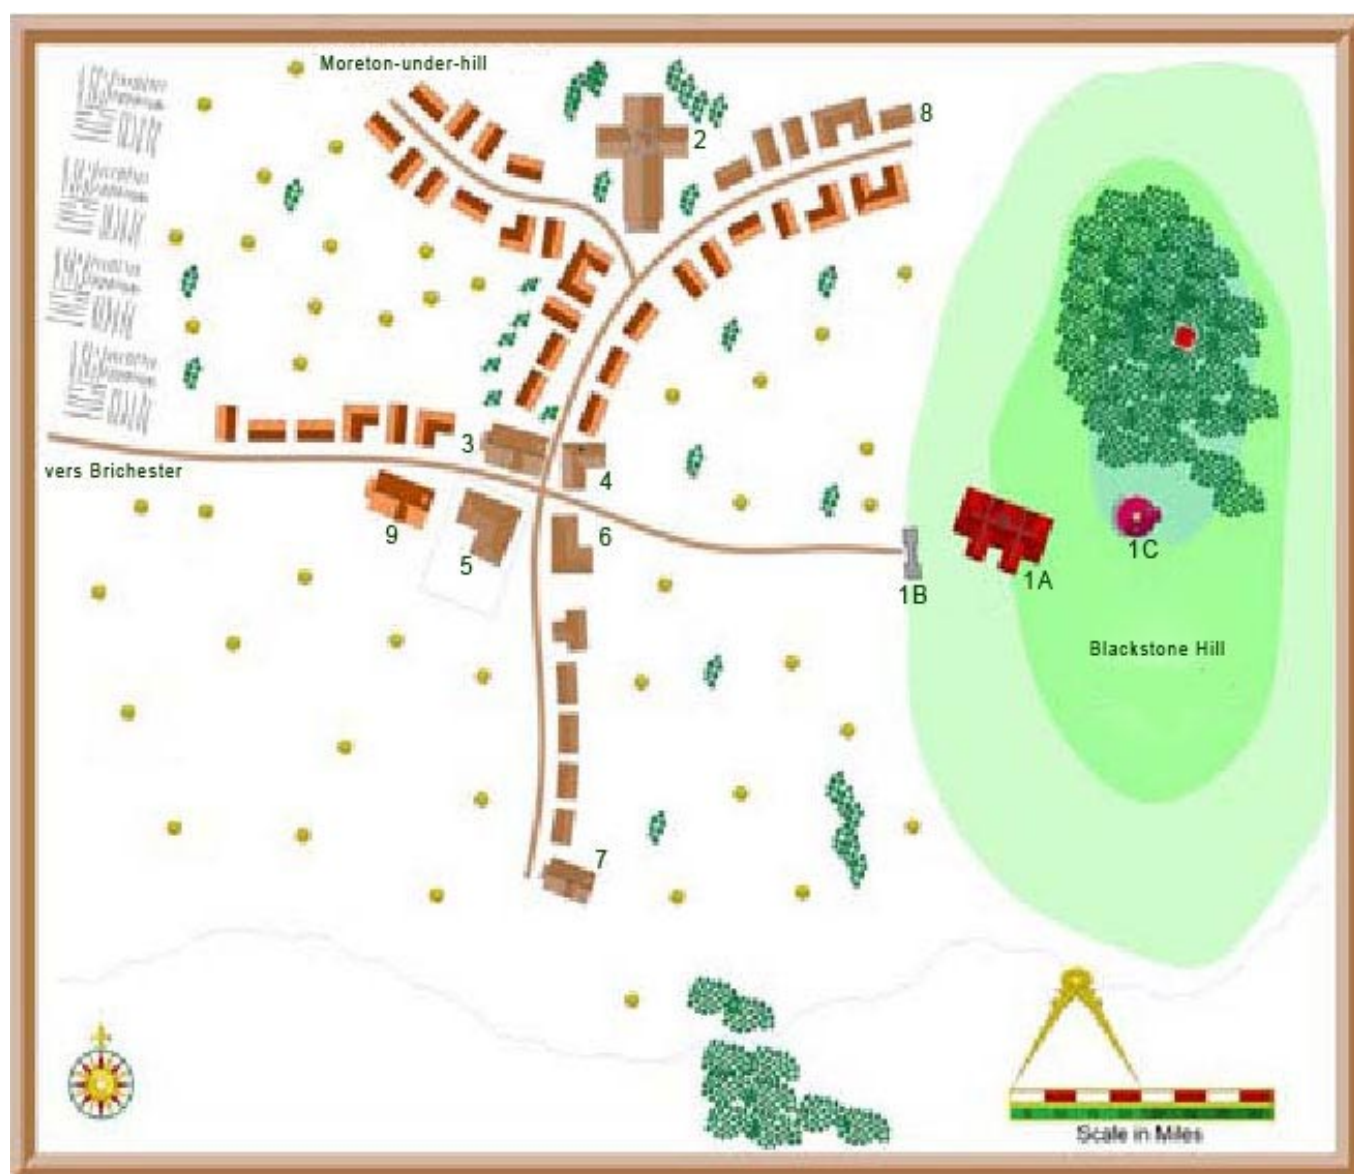 Moreton-under-hill
8
2
3
vers Brichester
4
9
5
6
1C
1A
1B
Blackstone Hill
7
Scale in Miles